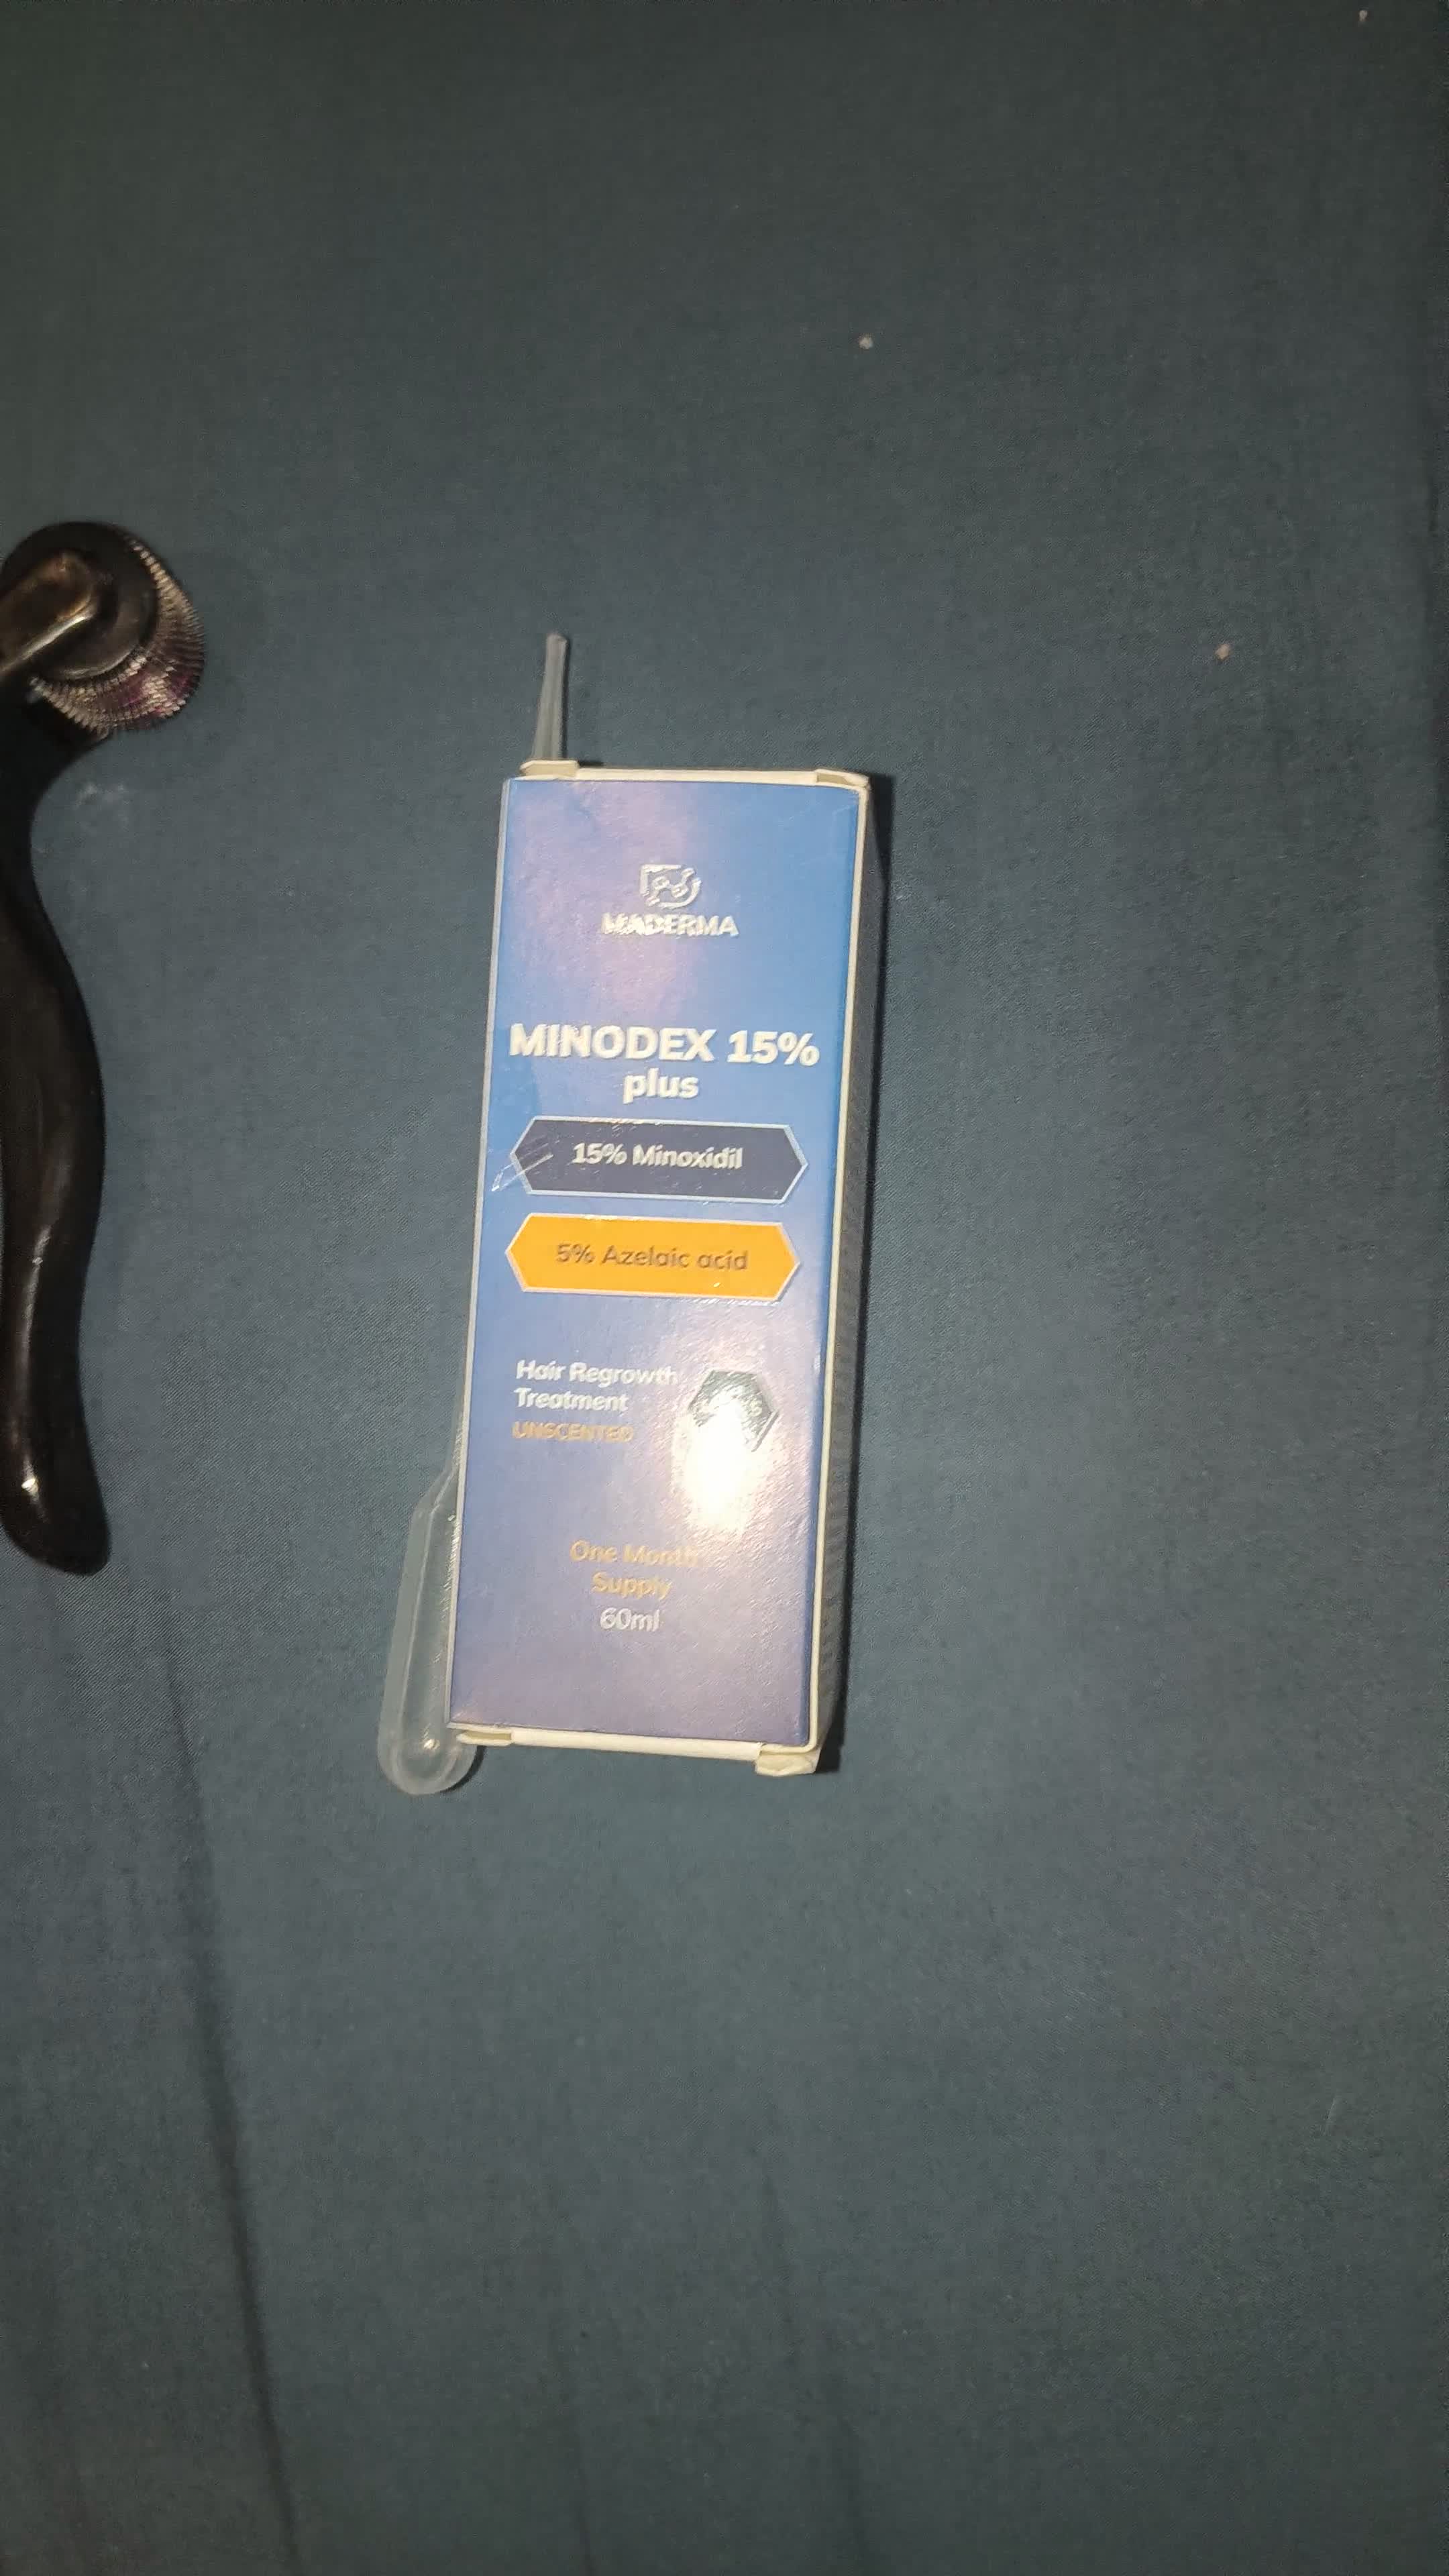 MADERMA
MINODEX 15%
plus
15% Minoxidil
5% Azelaic acid
Hair Regrowth
Treatment
UNSCENTED
One Month
Supply
60ml